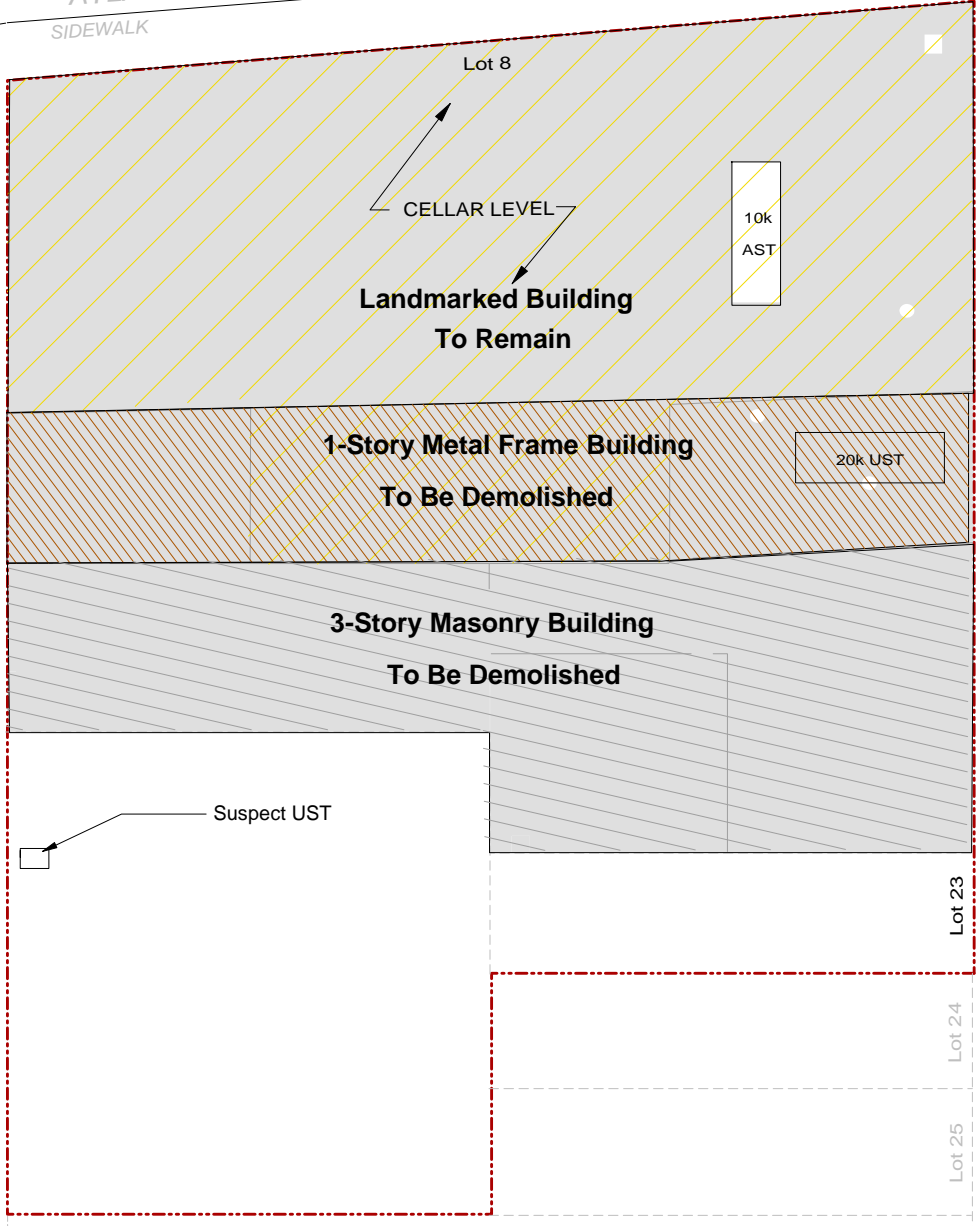 SIDEWALK
Lot 8
CELLAR LEVEL
10k
AST
Landmarked Building
To Remain
1-Story Metal Frame Building
To Be Demolished
20k UST
3-Story Masonry Building
To Be Demolished
Suspect UST
Lot 23
Lot 24
Lot 25